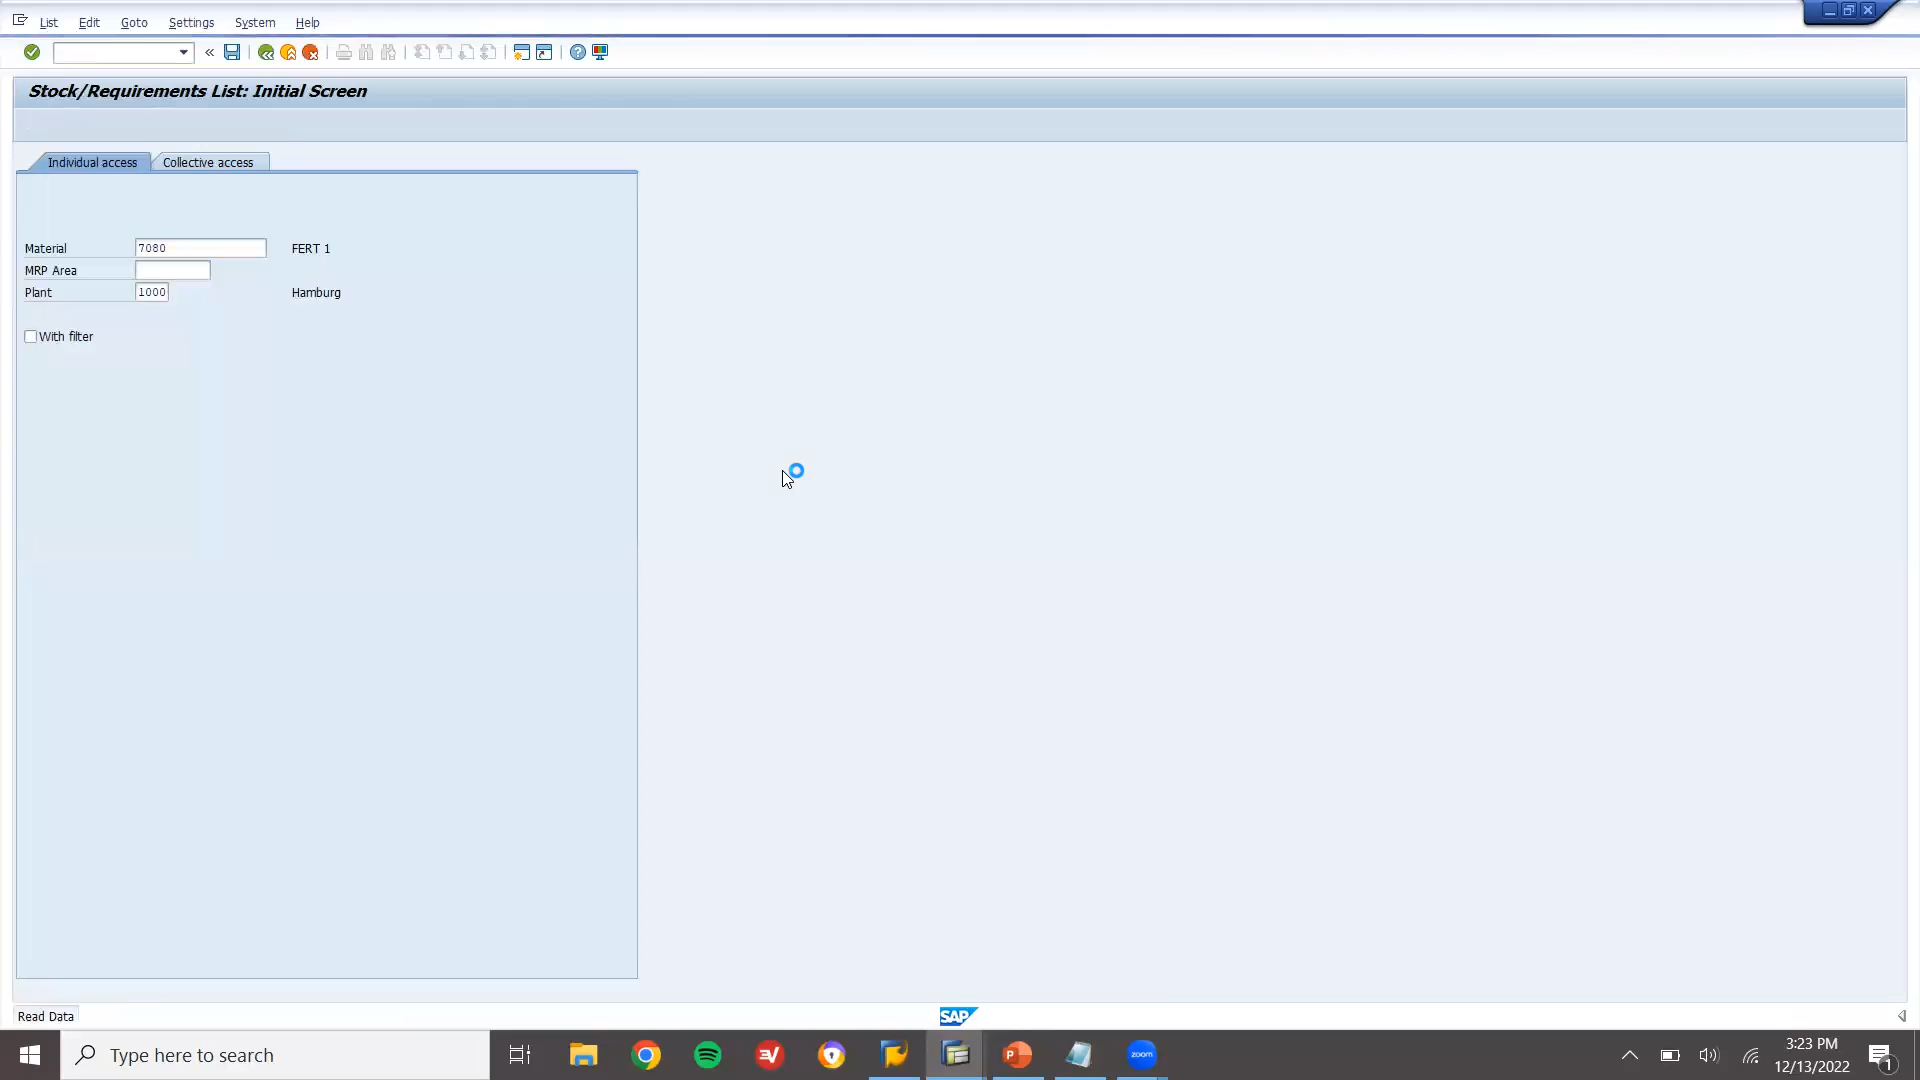 List Edit Goto Settings System Help
Stock/Requirements List: Initial Screen
Individual access Collective access
Material 7080 FERT 1
MRP Area
Plant 1000 Hamburg
With filter
Read Data
SAP
Type here to search
zoom
3:23 PM
12/13/2022
1